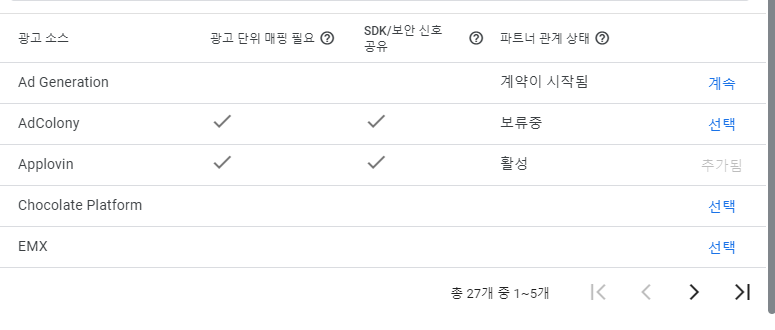 광고 소스 광고 단위 매핑 필요 SDK/보안 신호 공유 파트너 관계 상태
Ad Generation 계약이 시작됨 계속
AdColony 보류중 선택
Applovin 활성 추가됨
Chocolate Platform 선택
EMX 선택
총 27개 중 1~5개